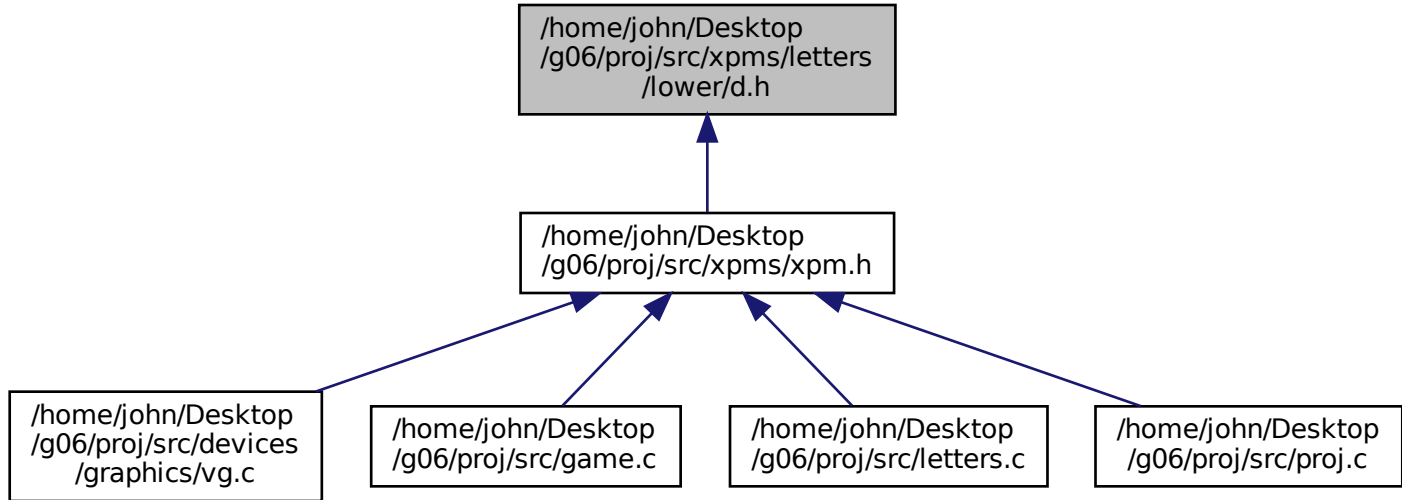 /home/john/Desktop
/g06/proj/src/xpms/letters
/lower/d.h
/home/john/Desktop
/g06/proj/src/xpms/xpm.h
/home/john/Desktop
/g06/proj/src/devices
/graphics/vg.c
/home/john/Desktop
/g06/proj/src/game.c
/home/john/Desktop
/g06/proj/src/letters.c
/home/john/Desktop
/g06/proj/src/proj.c